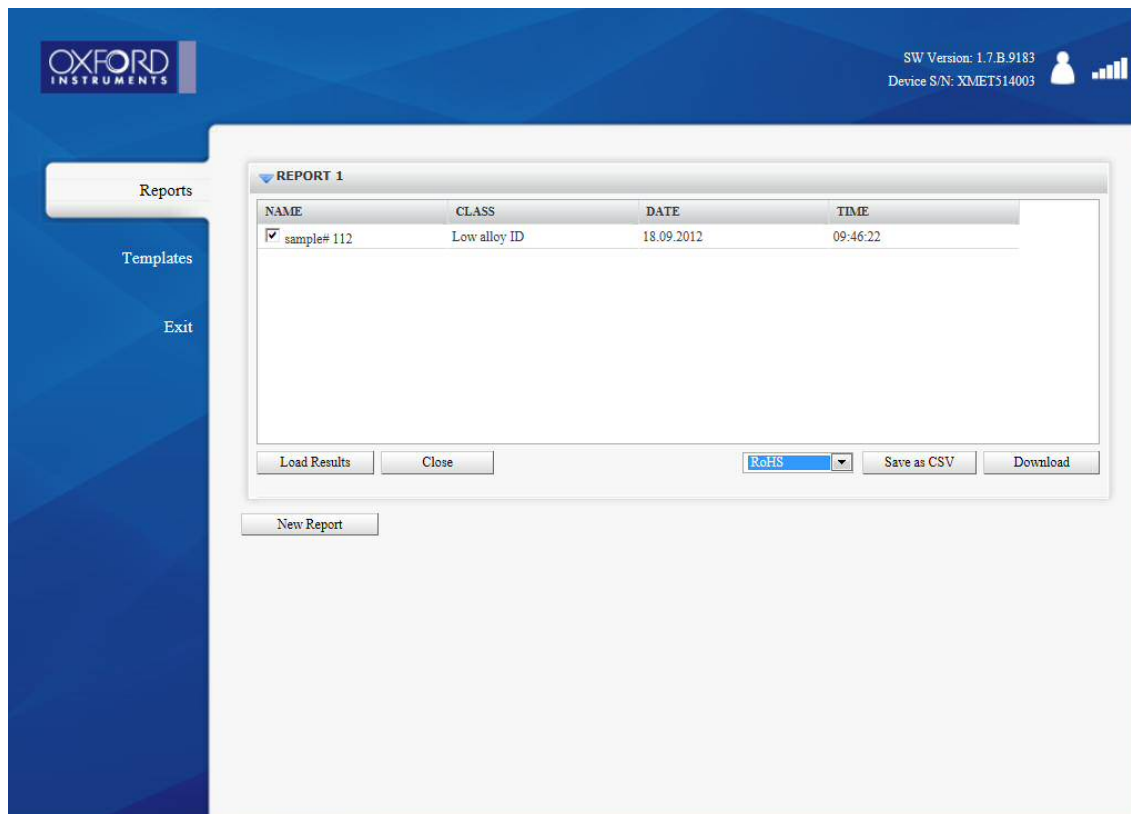 OXFORD
INSTRUMENTS
SW Version: 1.7.B.9183
Device S/N: XMET514003
Reports
Templates
Exit
REPORT 1
NAME CLASS DATE TIME
sample# 112 Low alloy ID 18.09.2012 09:46:22
Load Results Close RoHS Save as CSV Download
New Report